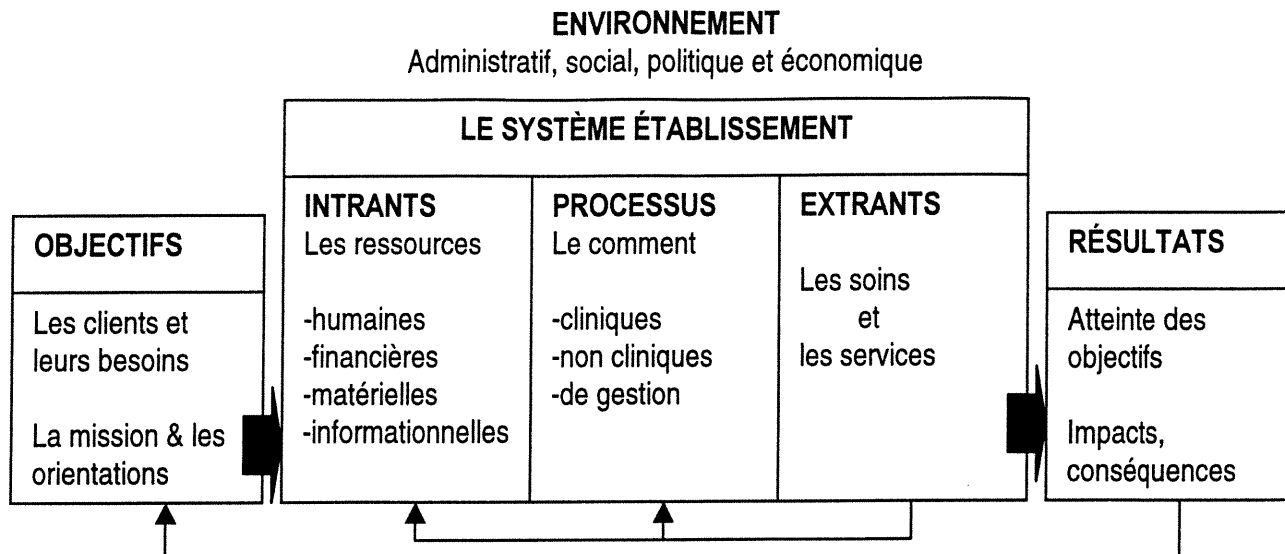 ENVIRONNEMENT
Administratif, social, politique et économique
LE SYSTÈME ÉTABLISSEMENT
OBJECTIFS
Les clients et
leurs besoins
La mission & les
orientations
INTRANTS
Les ressources
-humaines
-financières
-matérielles
-informationnelles
PROCESSUS
Le comment
-cliniques
-non cliniques
-de gestion
EXTRANTS
Les soins
et
les services
RÉSULTATS
Atteinte des
objectifs
Impacts,
conséquences